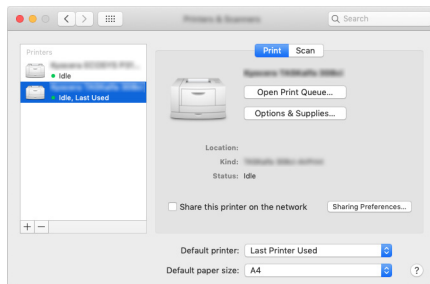 Search
Printers
Idle
Idle, Last Used
Print Scan
Open Print Queue...
Options & Supplies...
Location:
Kind:
Status: Idle
Share this printer on the network Sharing Preferences...
+ −
Default printer: Last Printer Used
Default paper size: A4 ?